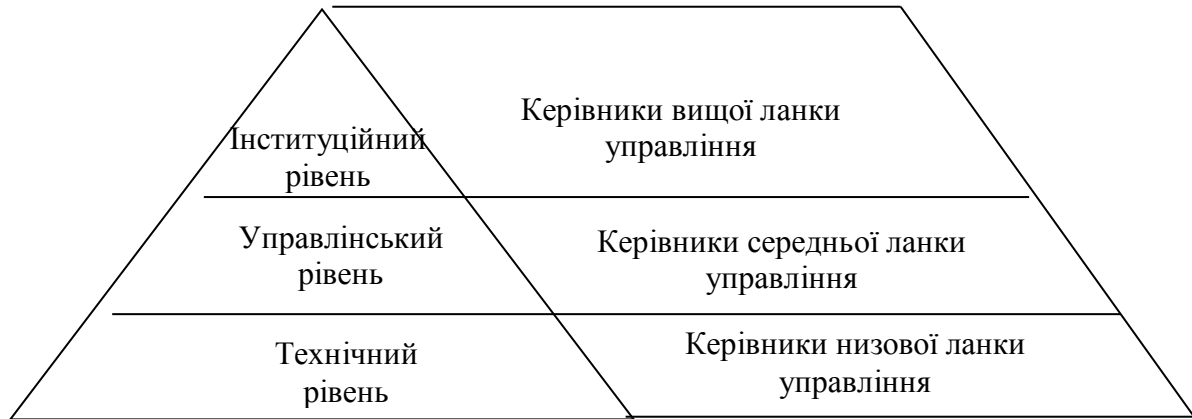 Інституційний
рівень
Керівники вищої ланки
управління
Управлінський
рівень
Керівники середньої ланки
управління
Технічний
рівень
Керівники низової ланки
управління